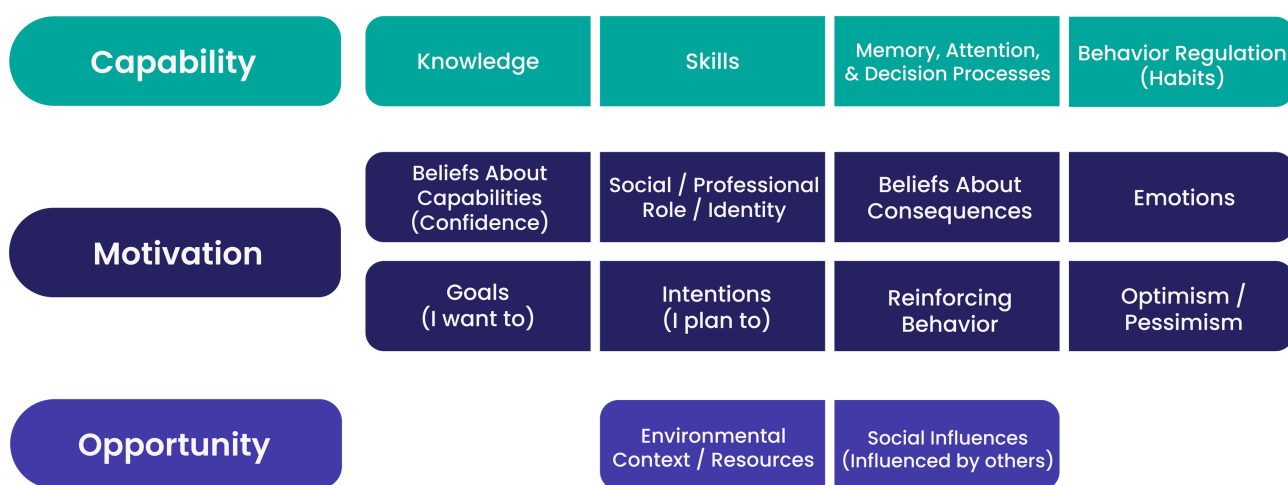 Capability
Knowledge
Skills
Memory, Attention,
& Decision Processes
Behavior Regulation
(Habits)
Motivation
Beliefs About
Capabilities
(Confidence)
Social / Professional
Role / Identity
Beliefs About
Consequences
Emotions
Goals
(I want to)
Intentions
(I plan to)
Reinforcing
Behavior
Optimism /
Pessimism
Opportunity
Environmental
Context / Resources
Social Influences
(Influenced by others)